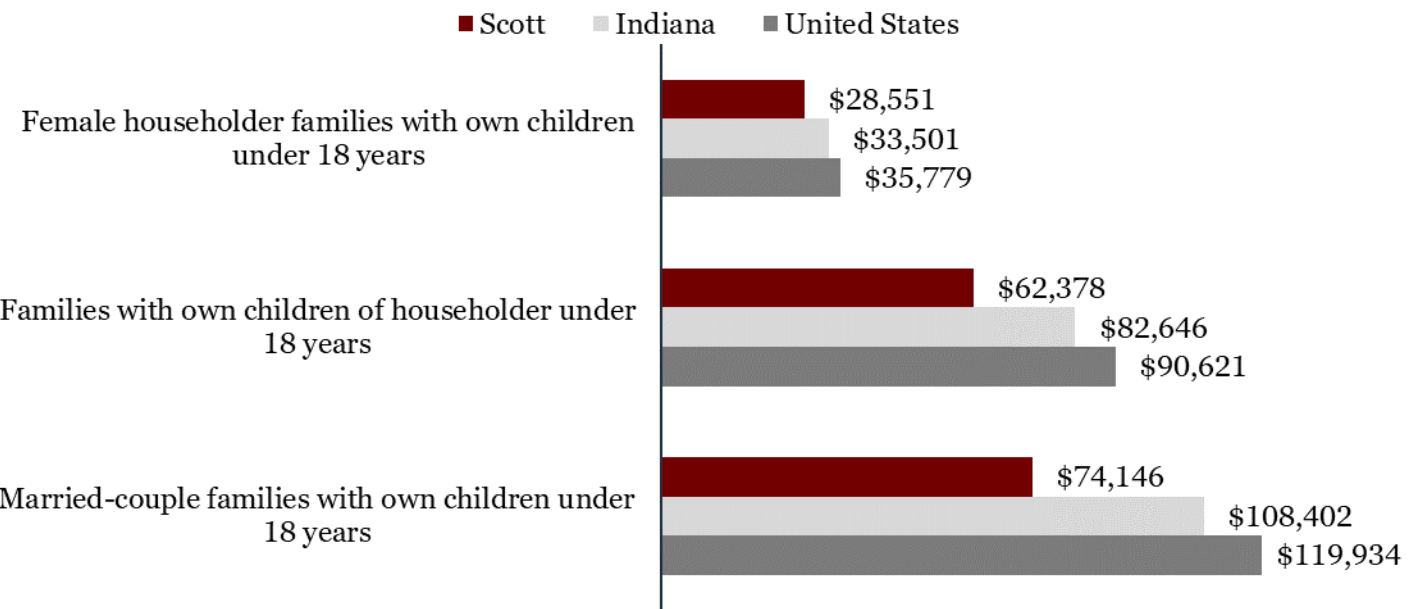 Scott Indiana United States
Female householder families with own children
under 18 years
$28,551
$33,501
$35,779
Families with own children of householder under
18 years
$62,378
$82,646
$90,621
Married-couple families with own children under
18 years
$74,146
$108,402
$119,934